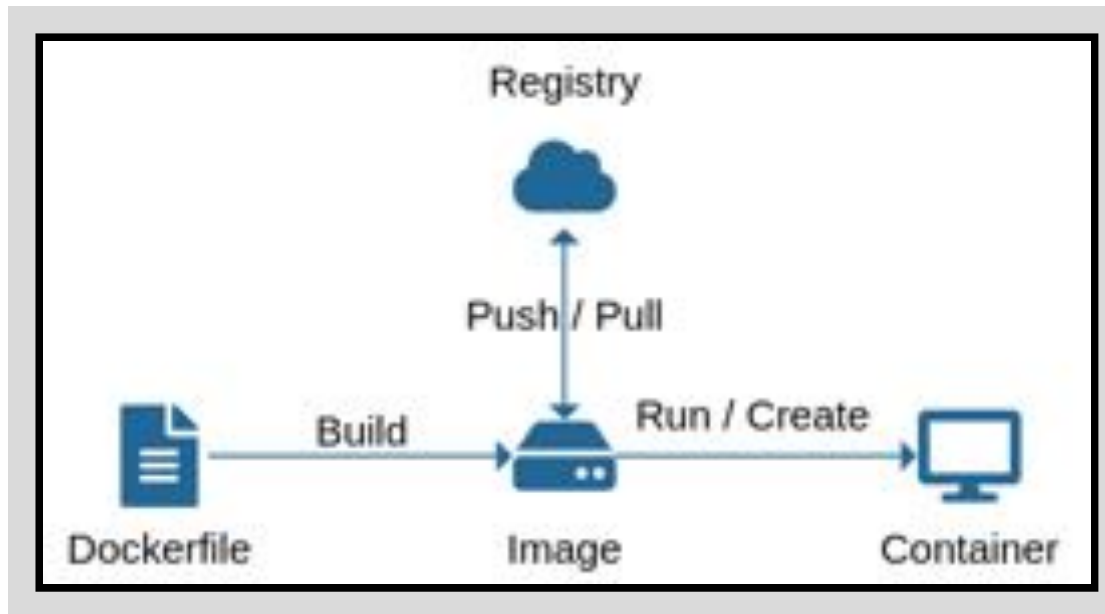 Registry
Push / Pull
Build
Run / Create
Dockerfile
Image
Container